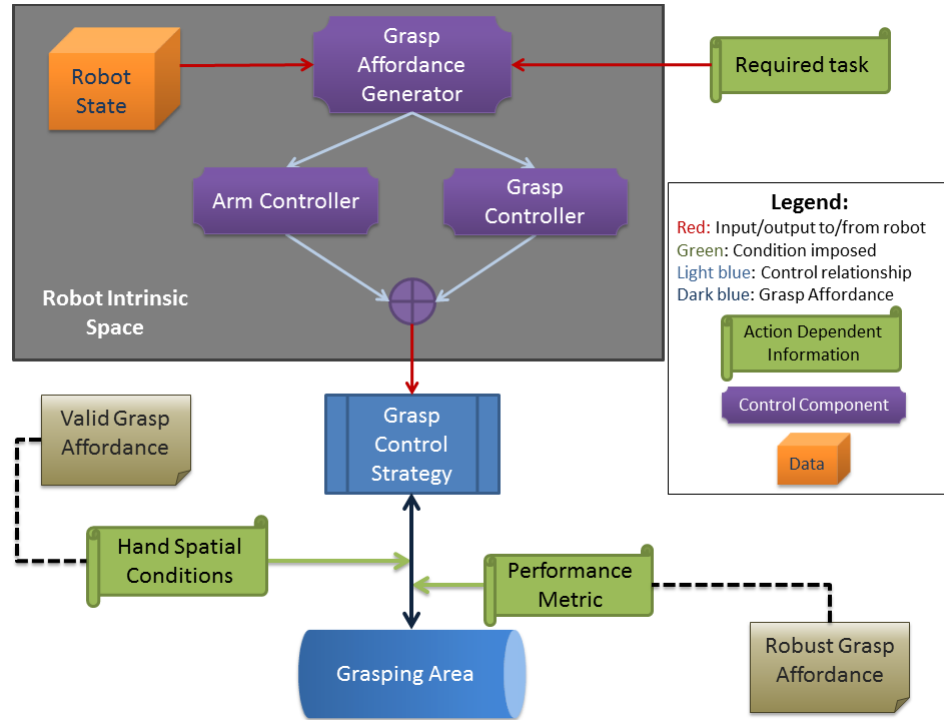 Grasp
Affordance
Generator
Robot
State
Required task
Arm Controller
Grasp
Controller
Robot Intrinsic
Space
Legend:
Red: Input/output to/from robot
Green: Condition imposed
Light blue: Control relationship
Dark blue: Grasp Affordance
Action Dependent
Information
Control Component
Data
Valid Grasp
Affordance
Grasp
Control
Strategy
Hand Spatial
Conditions
Performance
Metric
Grasping Area
Robust Grasp
Affordance